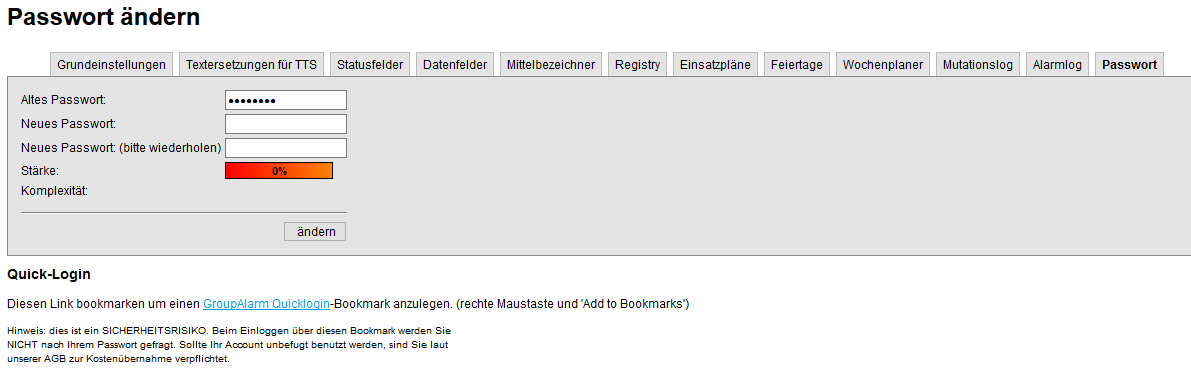 Passwort ändern
Grundeinstellungen Textersetzungen für TTS Statusfelder Datenfelder Mittelbezeichner Registry Einsatzpläne Feiertage Wochenplaner Mutationslog Alarmlog Passwort
Altes Passwort: ••••••••
Neues Passwort:
Neues Passwort: (bitte wiederholen)
Stärke: 0%
Komplexität:
ändern
Quick-Login
Diesen Link bookmarken um einen GroupAlarm Quicklogin-Bookmark anzulegen. (rechte Maustaste und 'Add to Bookmarks')
Hinweis: dies ist ein SICHERHEITSRISIKO. Beim Einloggen über diesen Bookmark werden Sie
NICHT nach Ihrem Passwort gefragt. Sollte Ihr Account unbefugt benutzt werden, sind Sie laut
unserer AGB zur Kostenübernahme verpflichtet.